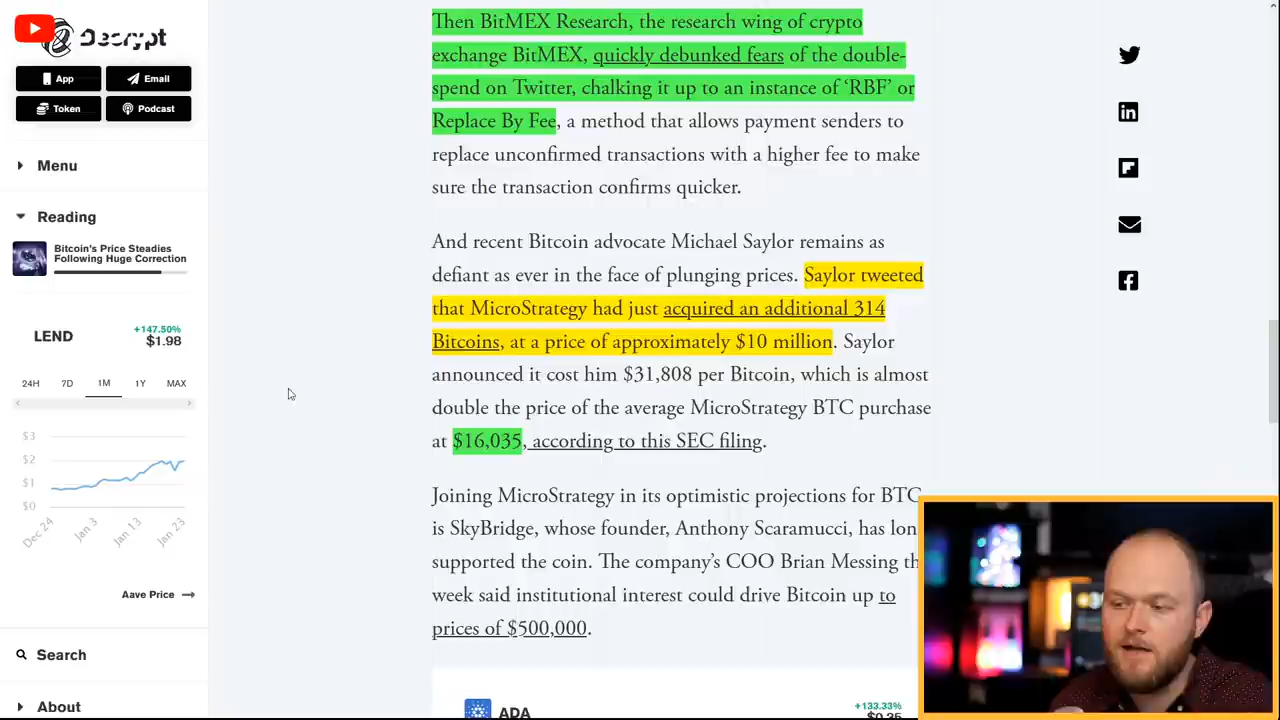 Decrypt
App
Email
Token
Podcast
Menu
Reading
Bitcoin's Price Steadies
Following Huge Correction
LEND
+147.50%
$1.98
24H
7D
1M
1Y
MAX
$3
$2
$1
$0
Dec 24
Jan 3
Jan 13
Jan 23
Aave Price
Search
About
Then BitMEX Research, the research wing of crypto
exchange BitMEX, quickly debunked fears of the double-
spend on Twitter, chalking it up to an instance of ‘RBF’ or
Replace By Fee, a method that allows payment senders to
replace unconfirmed transactions with a higher fee to make
sure the transaction confirms quicker.
And recent Bitcoin advocate Michael Saylor remains as
defiant as ever in the face of plunging prices. Saylor tweeted
that MicroStrategy had just acquired an additional 314
Bitcoins, at a price of approximately $10 million. Saylor
announced it cost him $31,808 per Bitcoin, which is almost
double the price of the average MicroStrategy BTC purchase
at $16,035, according to this SEC filing.
Joining MicroStrategy in its optimistic projections for BTC
is SkyBridge, whose founder, Anthony Scaramucci, has lon
supported the coin. The company’s COO Brian Messing th
week said institutional interest could drive Bitcoin up to
prices of $500,000.
ADA
+133.33%
$0.35